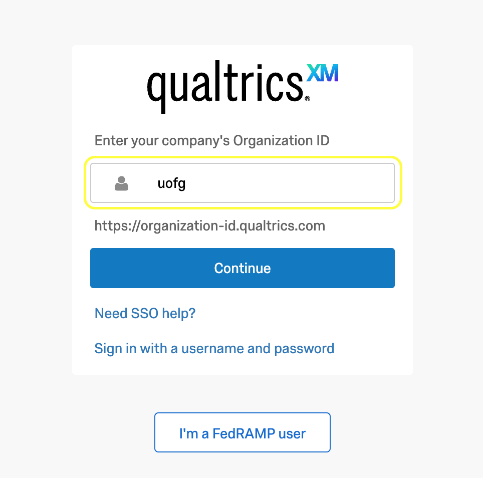 qualtrics.XM
Enter your company's Organization ID
uofg
https://organization-id.qualtrics.com
Continue
Need SSO help?
Sign in with a username and password
I'm a FedRAMP user